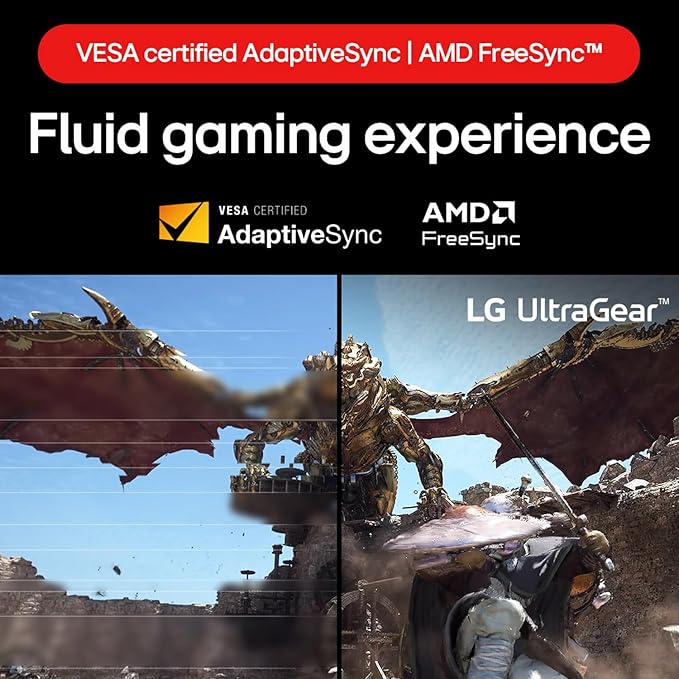 VESA certified AdaptiveSync | AMD FreeSync™
Fluid gaming experience
VESA CERTIFIED
AdaptiveSync
AMD
FreeSync
LG UltraGear™